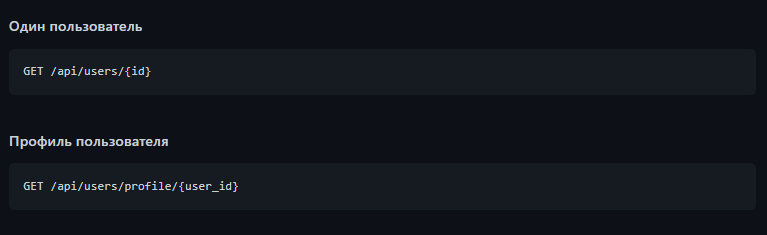 Один пользователь
GET /api/users/{id}
Профиль пользователя
GET /api/users/profile/{user_id}